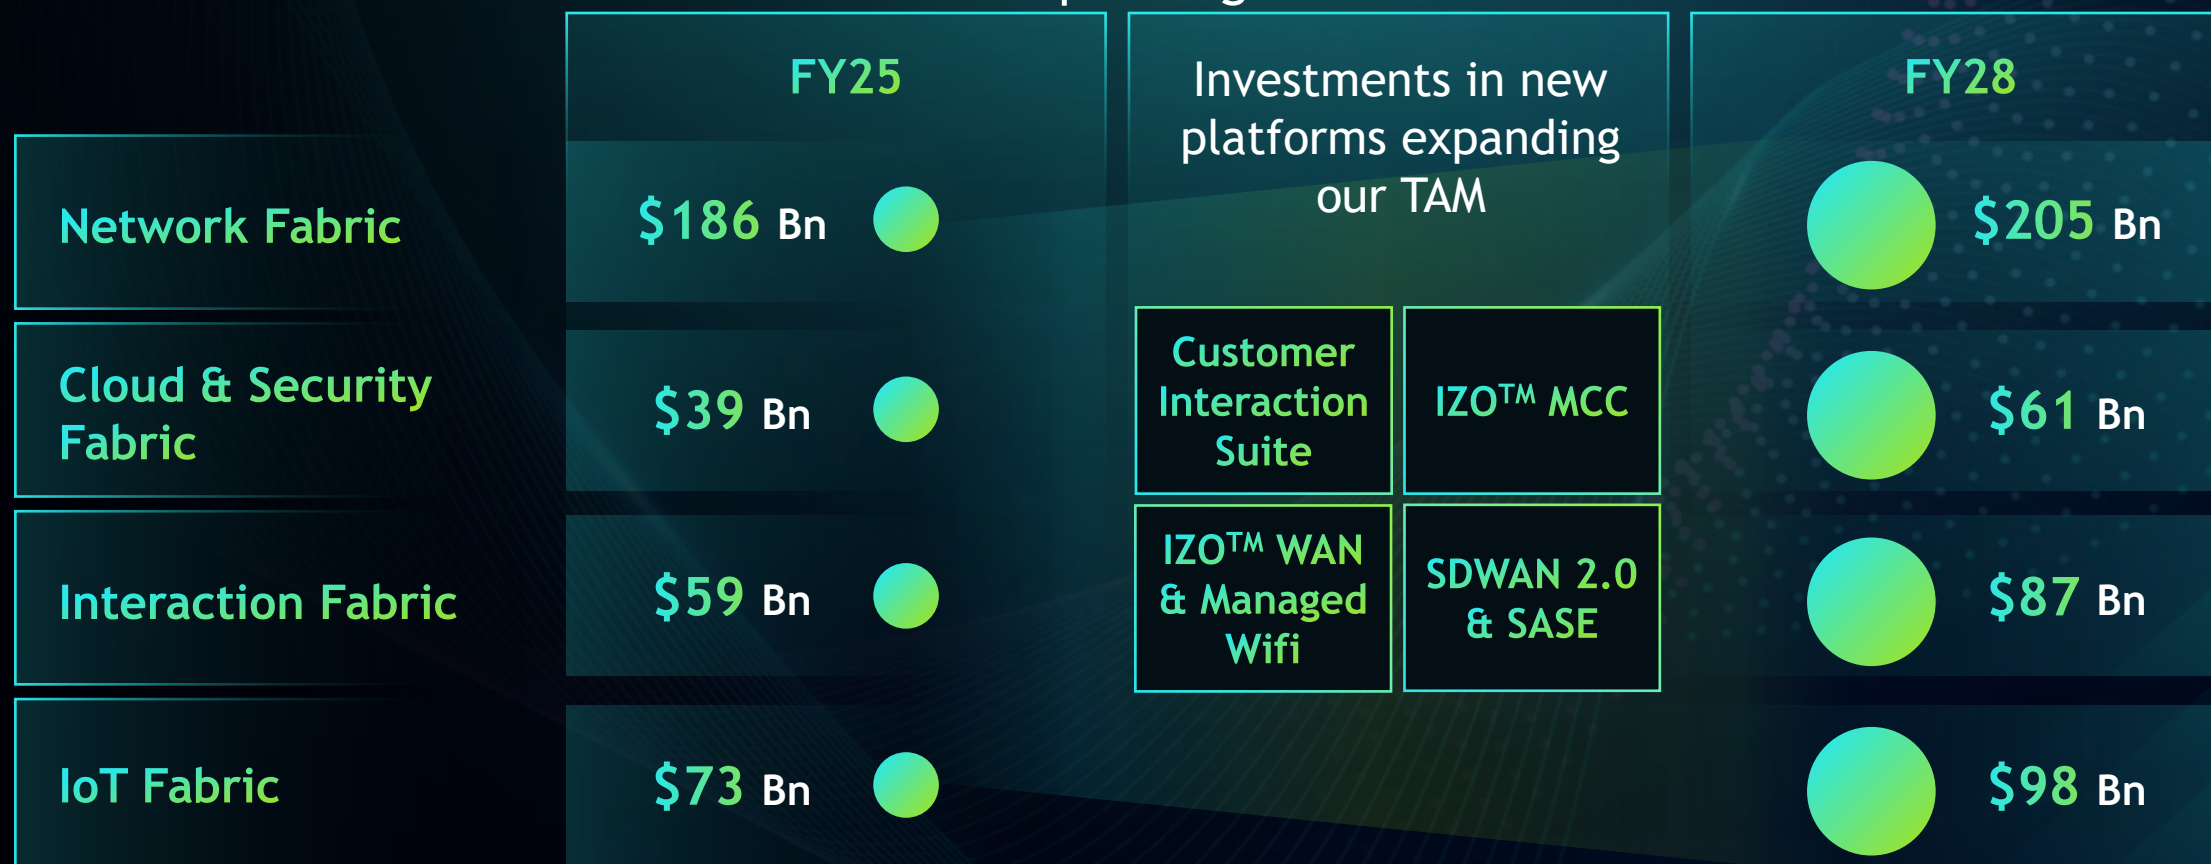 FY25
Investments in new
platforms expanding
our TAM
FY28
Network Fabric
$186 Bn
$205 Bn
Cloud & Security
Fabric
$39 Bn
Customer
Interaction
Suite
IZO™ MCC
$61 Bn
Interaction Fabric
$59 Bn
IZO™ WAN
& Managed
Wifi
SDWAN 2.0
& SASE
$87 Bn
IoT Fabric
$73 Bn
$98 Bn